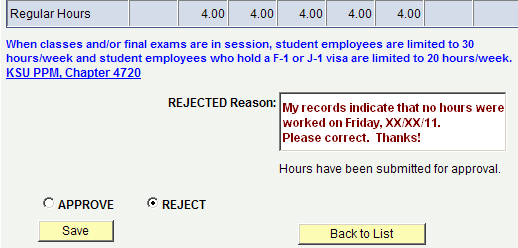 Regular Hours 4.00 4.00 4.00 4.00 4.00
When classes and/or final exams are in session, student employees are limited to 30
hours/week and student employees who hold a F-1 or J-1 visa are limited to 20 hours/week.
KSU PPM, Chapter 4720
REJECTED Reason: My records indicate that no hours were
worked on Friday, XX/XX/11.
Please correct. Thanks!
Hours have been submitted for approval.
APPROVE REJECT
Save Back to List